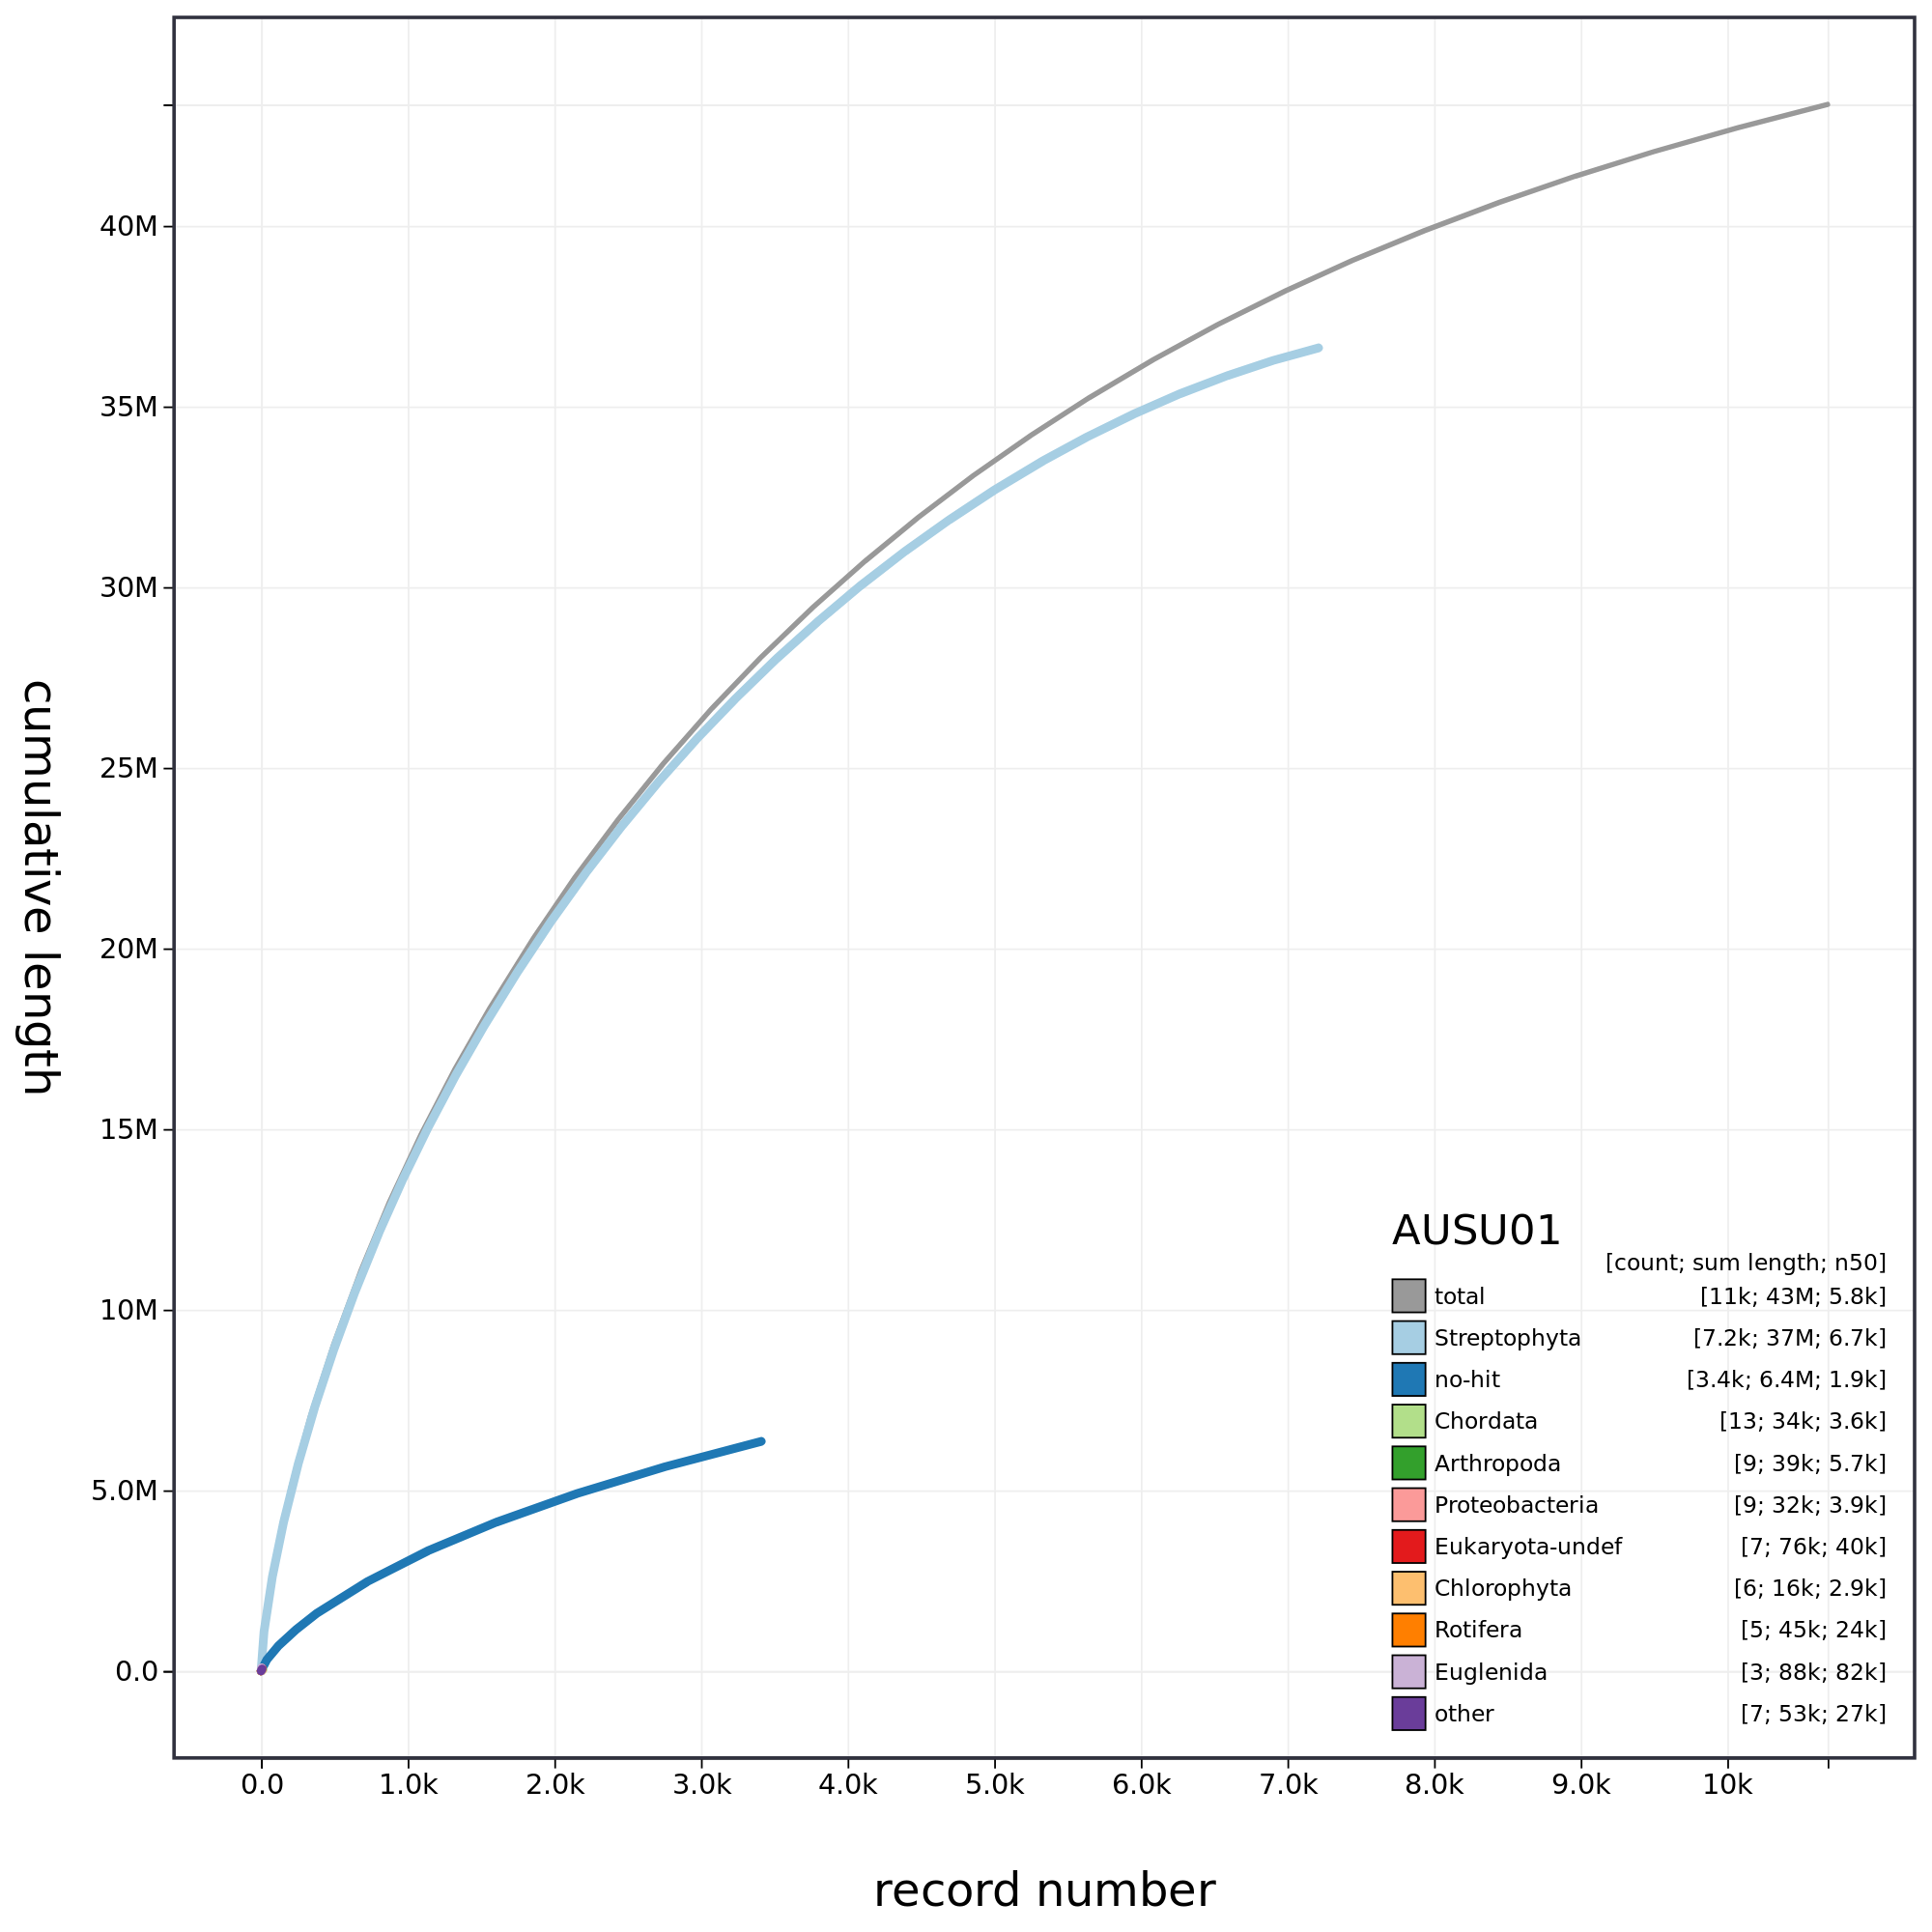 cumulative length
40M
35M
30M
25M
20M
15M
10M
5.0M
0.0
AUSU01
[count; sum length; n50]
total [11k; 43M; 5.8k]
Streptophyta [7.2k; 37M; 6.7k]
no-hit [3.4k; 6.4M; 1.9k]
Chordata [13; 34k; 3.6k]
Arthropoda [9; 39k; 5.7k]
Proteobacteria [9; 32k; 3.9k]
Eukaryota-undef [7; 76k; 40k]
Chlorophyta [6; 16k; 2.9k]
Rotifera [5; 45k; 24k]
Euglenida [3; 88k; 82k]
other [7; 53k; 27k]
0.0 1.0k 2.0k 3.0k 4.0k 5.0k 6.0k 7.0k 8.0k 9.0k 10k
record number